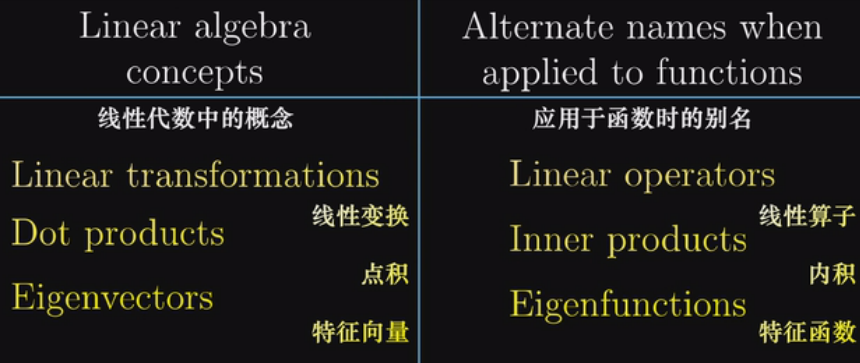 Linear algebra
concepts
线性代数中的概念
Linear transformations
线性变换
Dot products
点积
Eigenvectors
特征向量
Alternate names when
applied to functions
应用于函数时的别名
Linear operators
线性算子
Inner products
内积
Eigenfunctions
特征函数